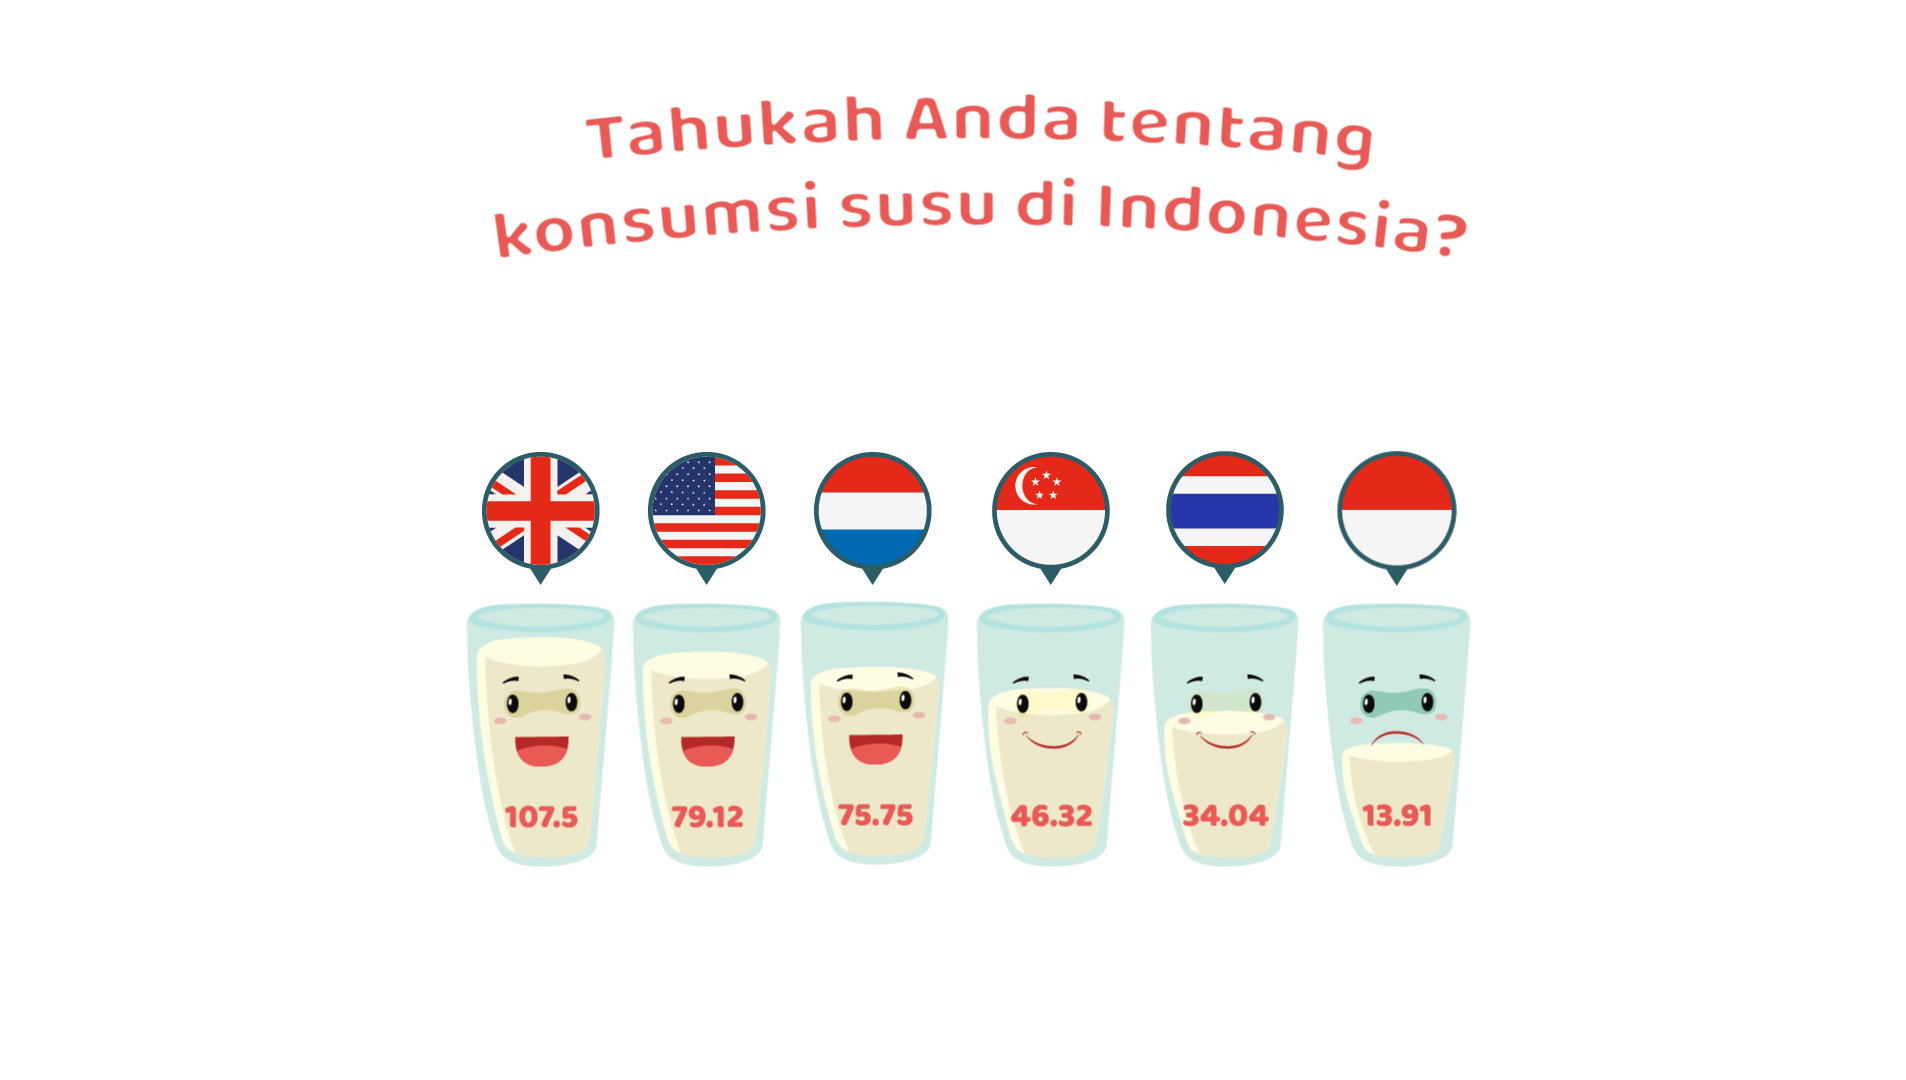 Tahukah Anda tentang
konsumsi susu di Indonesia?
107.5 79.12 75.75 46.32 34.04 13.91